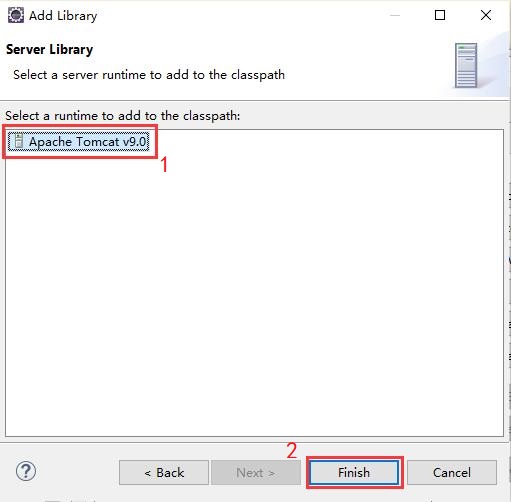 Add Library
Server Library
Select a server runtime to add to the classpath
Select a runtime to add to the classpath:
Apache Tomcat v9.0
1
2
?
< Back
Next >
Finish
Cancel